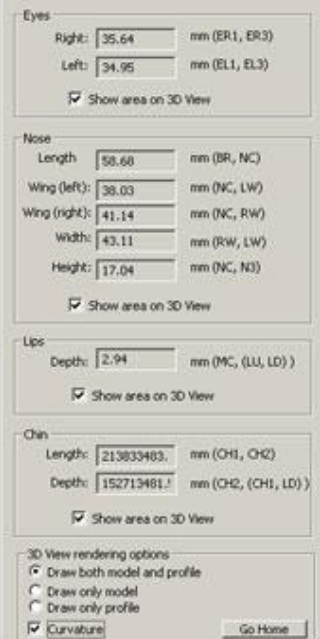 Eyes
Right: 35.64 mm (ER1, ER3)
Left: 34.95 mm (EL1, EL3)
Show area on 3D View
Nose
Length 58.68 mm (BR, NC)
Wing (left): 38.03 mm (NC, LW)
Wing (right): 41.14 mm (NC, RW)
Width: 43.11 mm (RW, LW)
Height: 17.04 mm (NC, N3)
Show area on 3D View
Lips
Depth: 2.94 mm (MC, (LU, LD) )
Show area on 3D View
Chin
Length: 213833483. mm (CH1, CH2)
Depth: 152713481.! mm (CH2, (CH1, LD) )
Show area on 3D View
3D View rendering options
Draw both model and profile
Draw only model
Draw only profile
Curvature Go Home